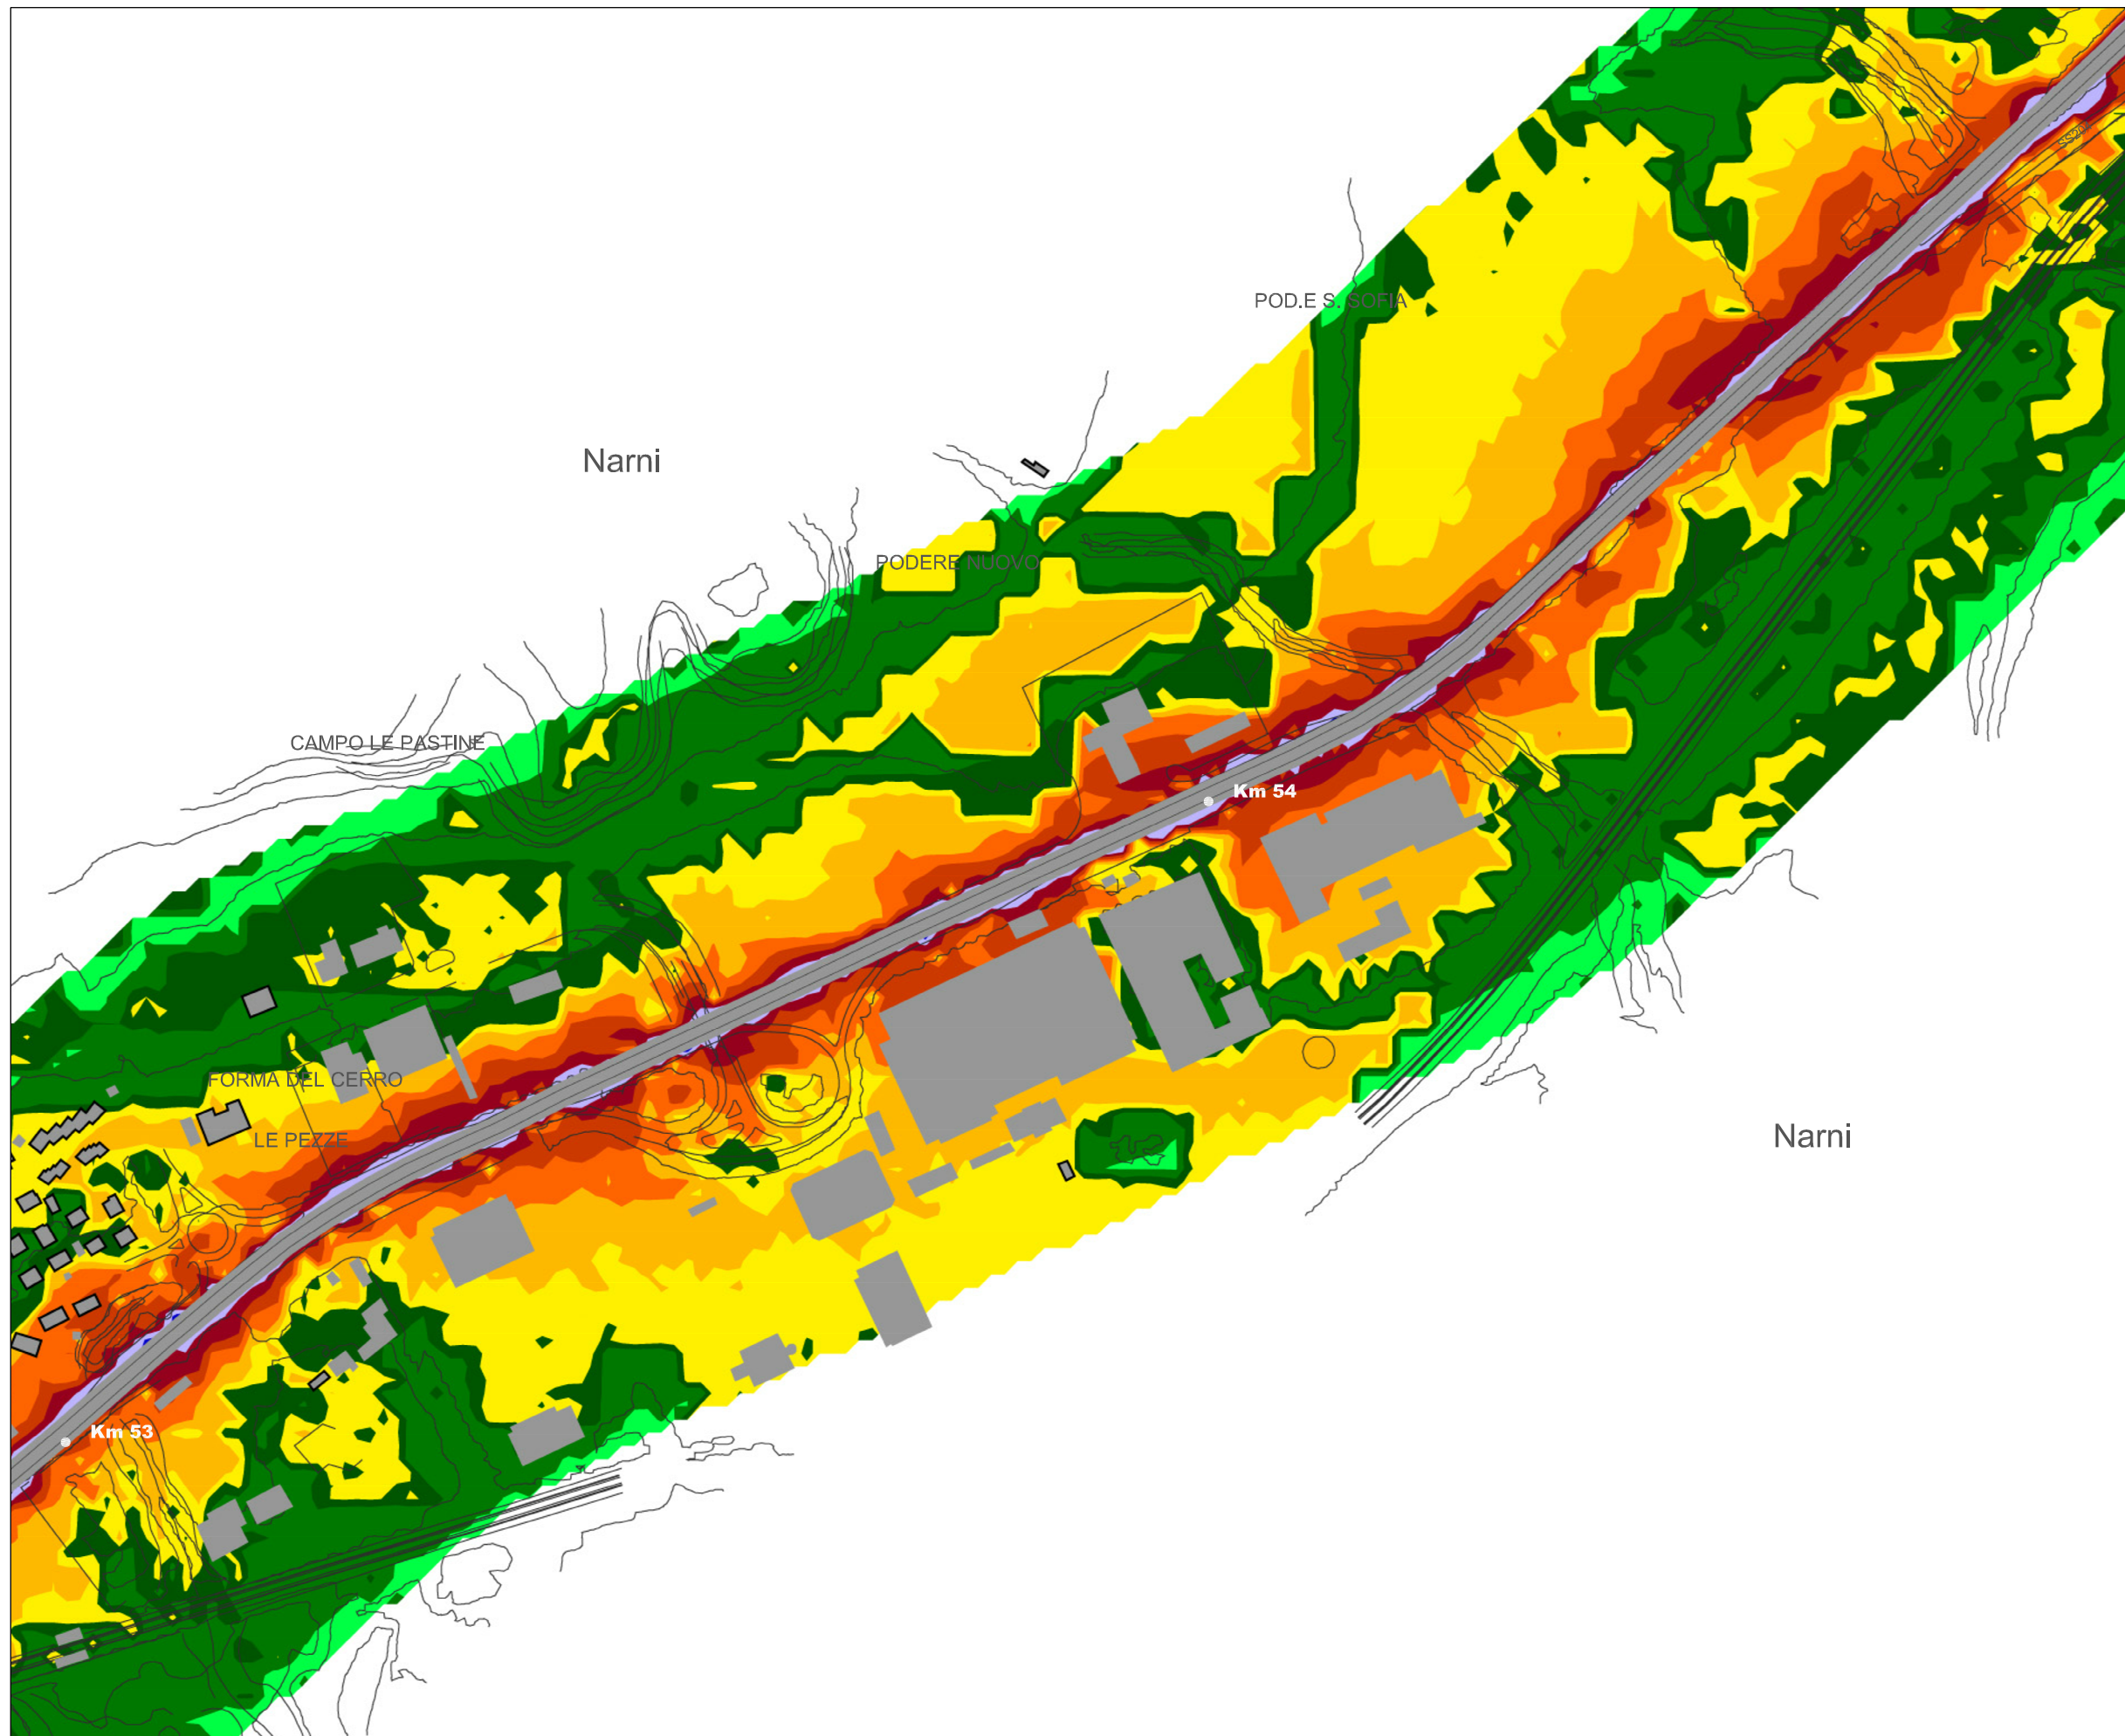 POD.E S. SOFIA
Narni
PODERE NUOVO
CAMPO LE PASTINE
Km 54
FORMA DEL CERRO
LE PEZZE
Narni
Km 53